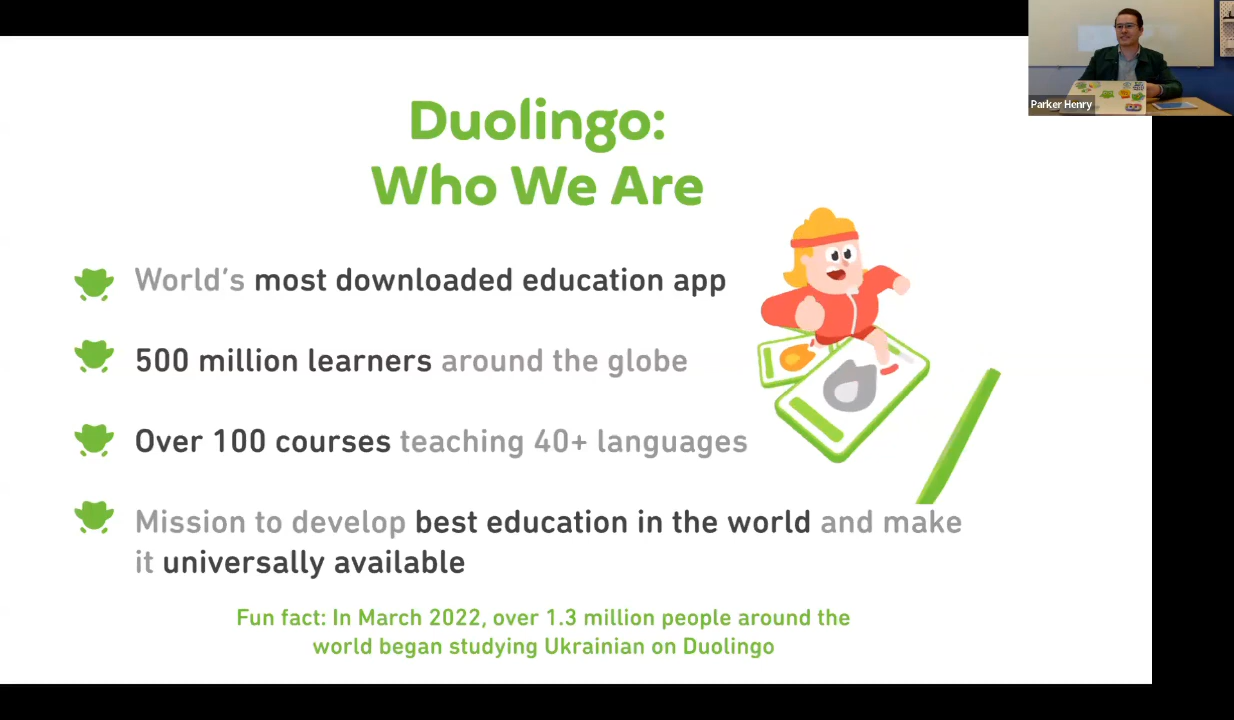 Duolingo:
Who We Are
World's most downloaded education app
500 million learners around the globe
Over 100 courses teaching 40+ languages
Mission to develop best education in the world and make
it universally available
Fun fact: In March 2022, over 1.3 million people around the
world began studying Ukrainian on Duolingo
Parker Henry